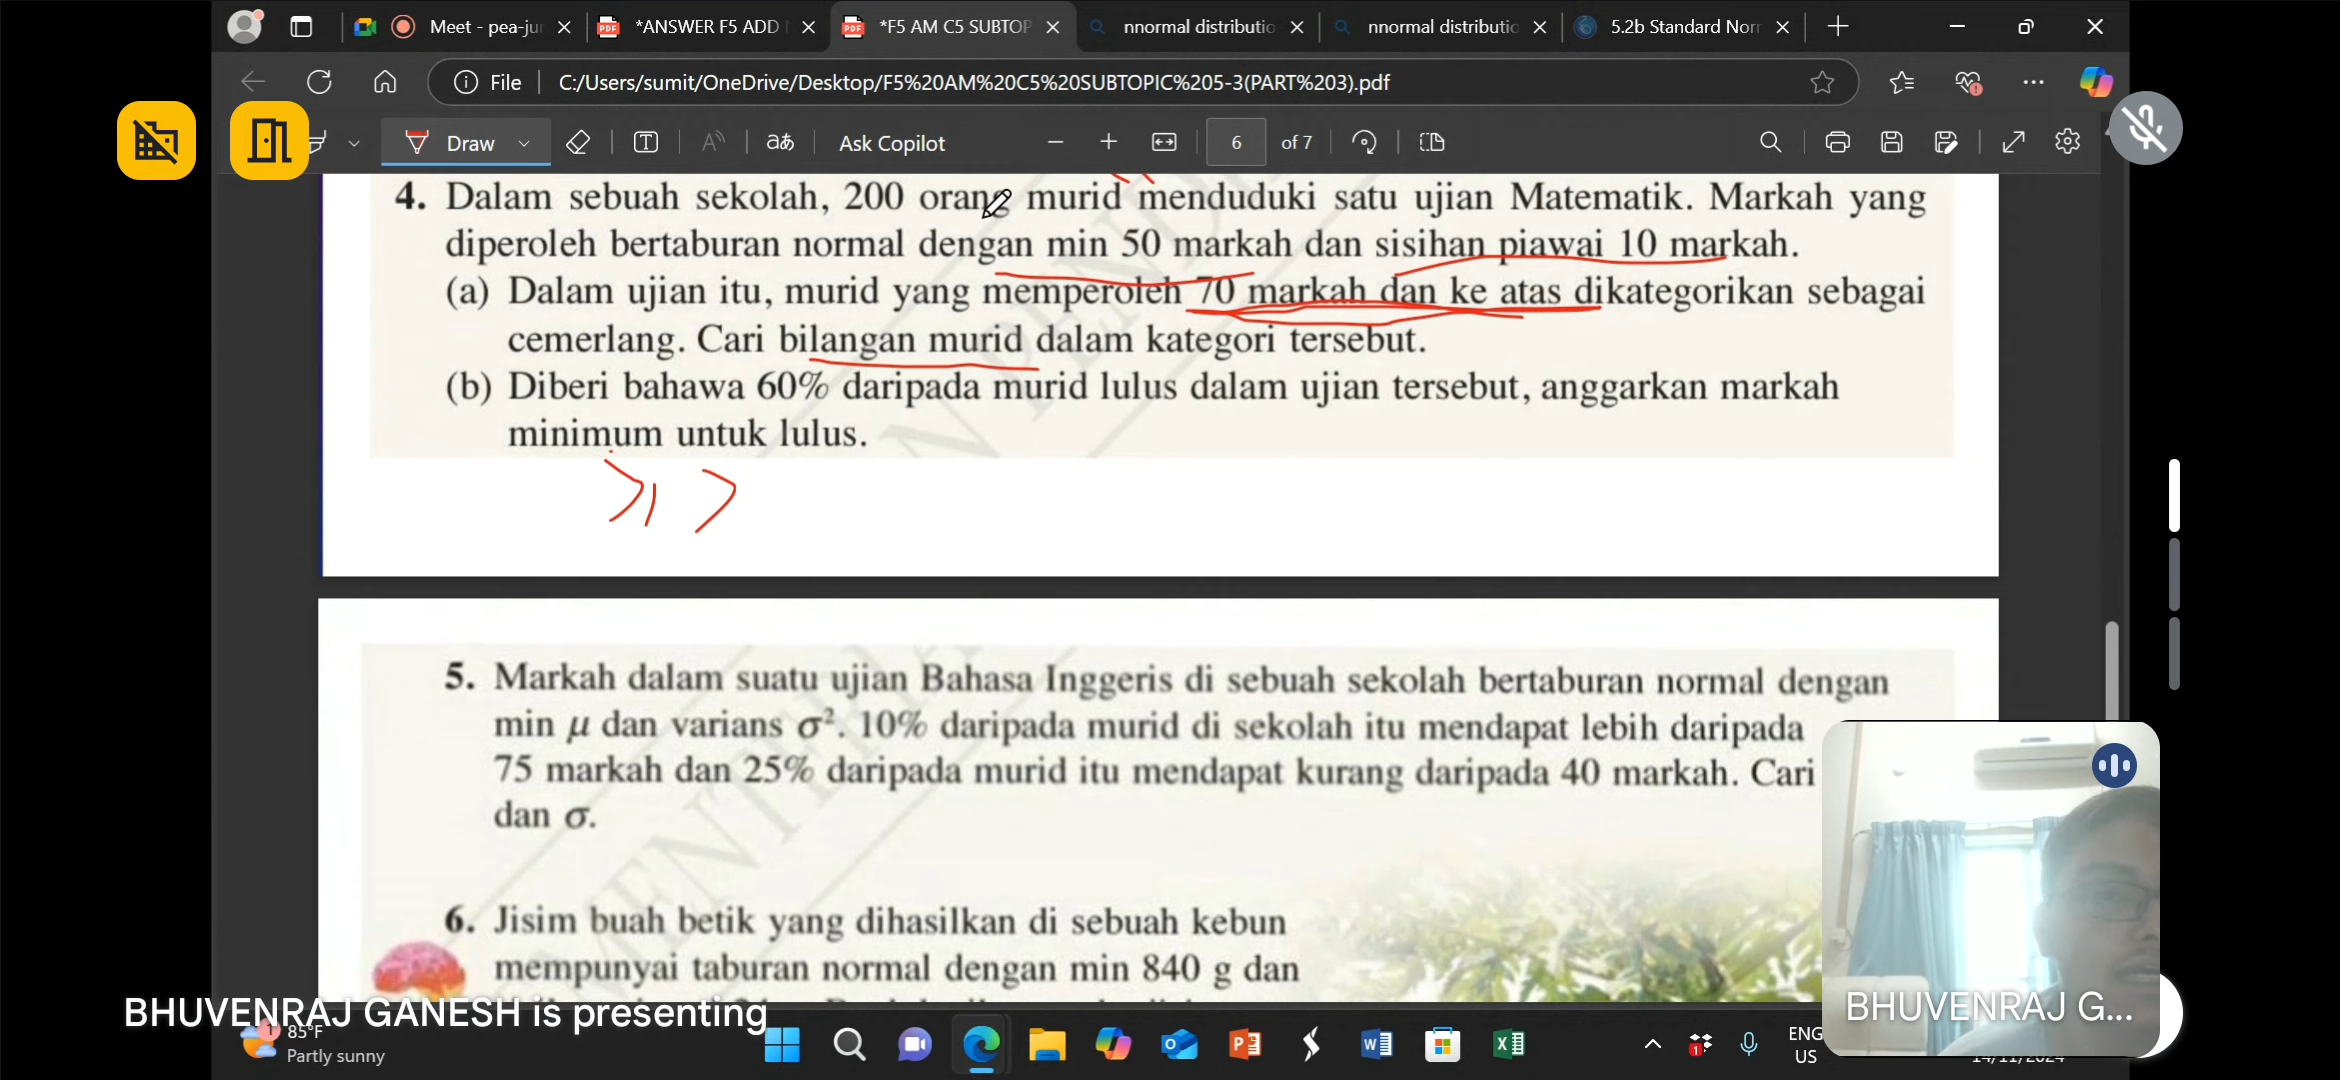 Meet - pea-ju
*ANSWER F5 ADD
*F5 AM C5 SUBTOP
nnormal distributio
nnormal distributio
5.2b Standard Nor
File
C:/Users/sumit/OneDrive/Desktop/F5%20AM%20C5%20SUBTOPIC%205-3(PART%203).pdf
Draw
Ask Copilot
6
of 7
4. Dalam sebuah sekolah, 200 orang murid menduduki satu ujian Matematik. Markah yang
diperoleh bertaburan normal dengan min 50 markah dan sisihan piawai 10 markah.
(a) Dalam ujian itu, murid yang memperoleh 70 markah dan ke atas dikategorikan sebagai
cemerlang. Cari bilangan murid dalam kategori tersebut.
(b) Diberi bahawa 60% daripada murid lulus dalam ujian tersebut, anggarkan markah
minimum untuk lulus.
5. Markah dalam suatu ujian Bahasa Inggeris di sebuah sekolah bertaburan normal dengan
min μ dan varians σ². 10% daripada murid di sekolah itu mendapat lebih daripada
75 markah dan 25% daripada murid itu mendapat kurang daripada 40 markah. Cari
dan σ.
6. Jisim buah betik yang dihasilkan di sebuah kebun
mempunyai taburan normal dengan min 840 g dan
BHUVENRAJ GANESH is presenting
BHUVENRAJ G...
85°F
Partly sunny
ENG
US